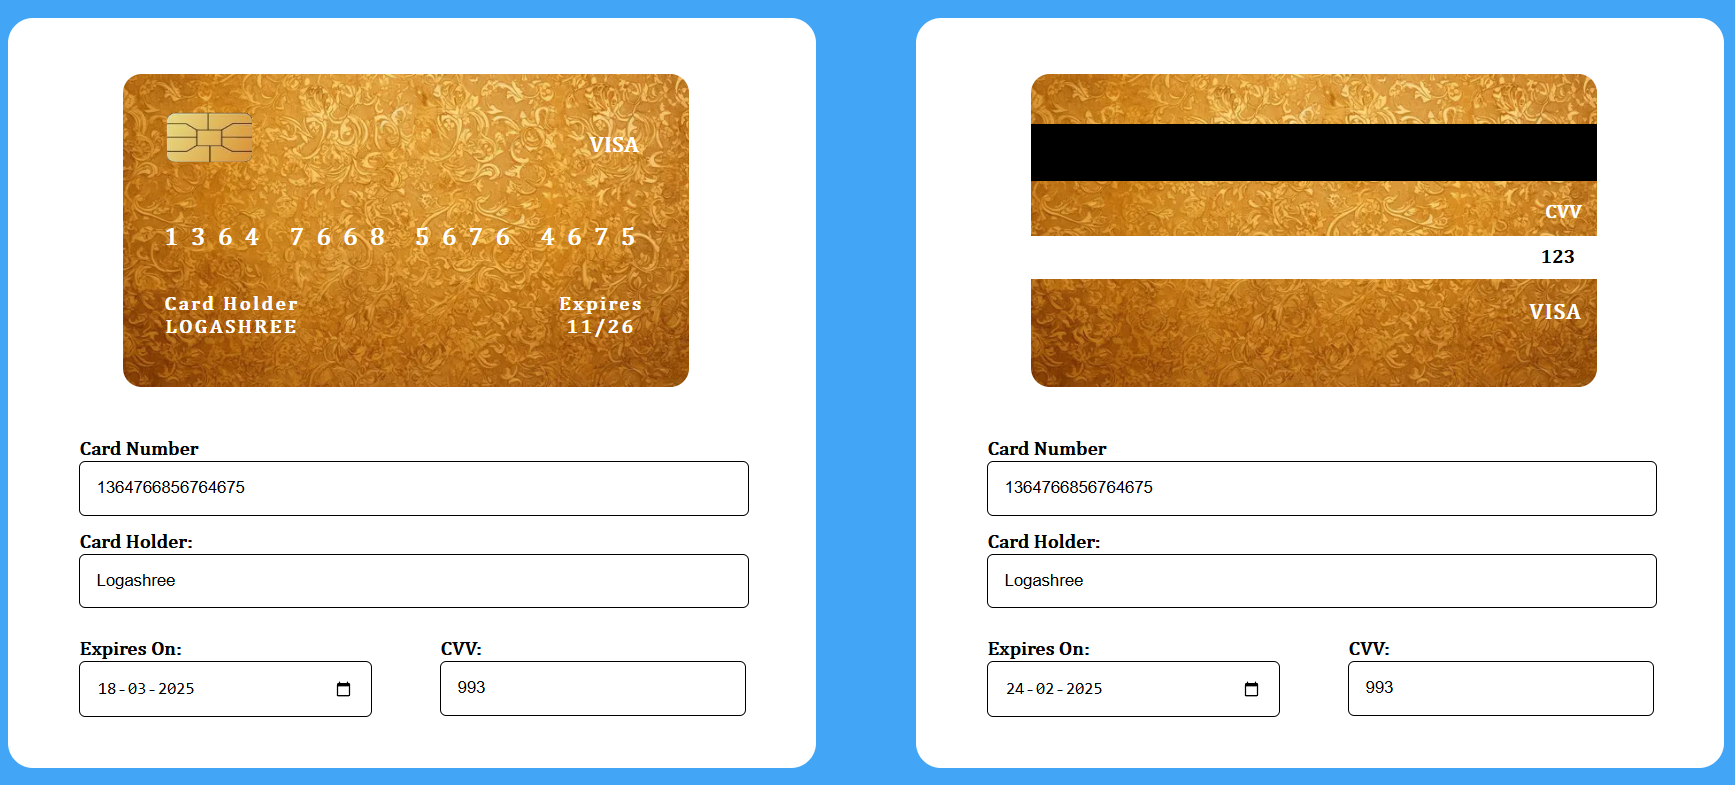 VISA
1364 7668 5676 4675
Card Holder
LOGASHREE
Expires
11/26
Card Number
1364766856764675
Card Holder:
Logashree
Expires On:
18-03-2025
CVV:
993
CVV
123
VISA
Card Number
1364766856764675
Card Holder:
Logashree
Expires On:
24-02-2025
CVV:
993